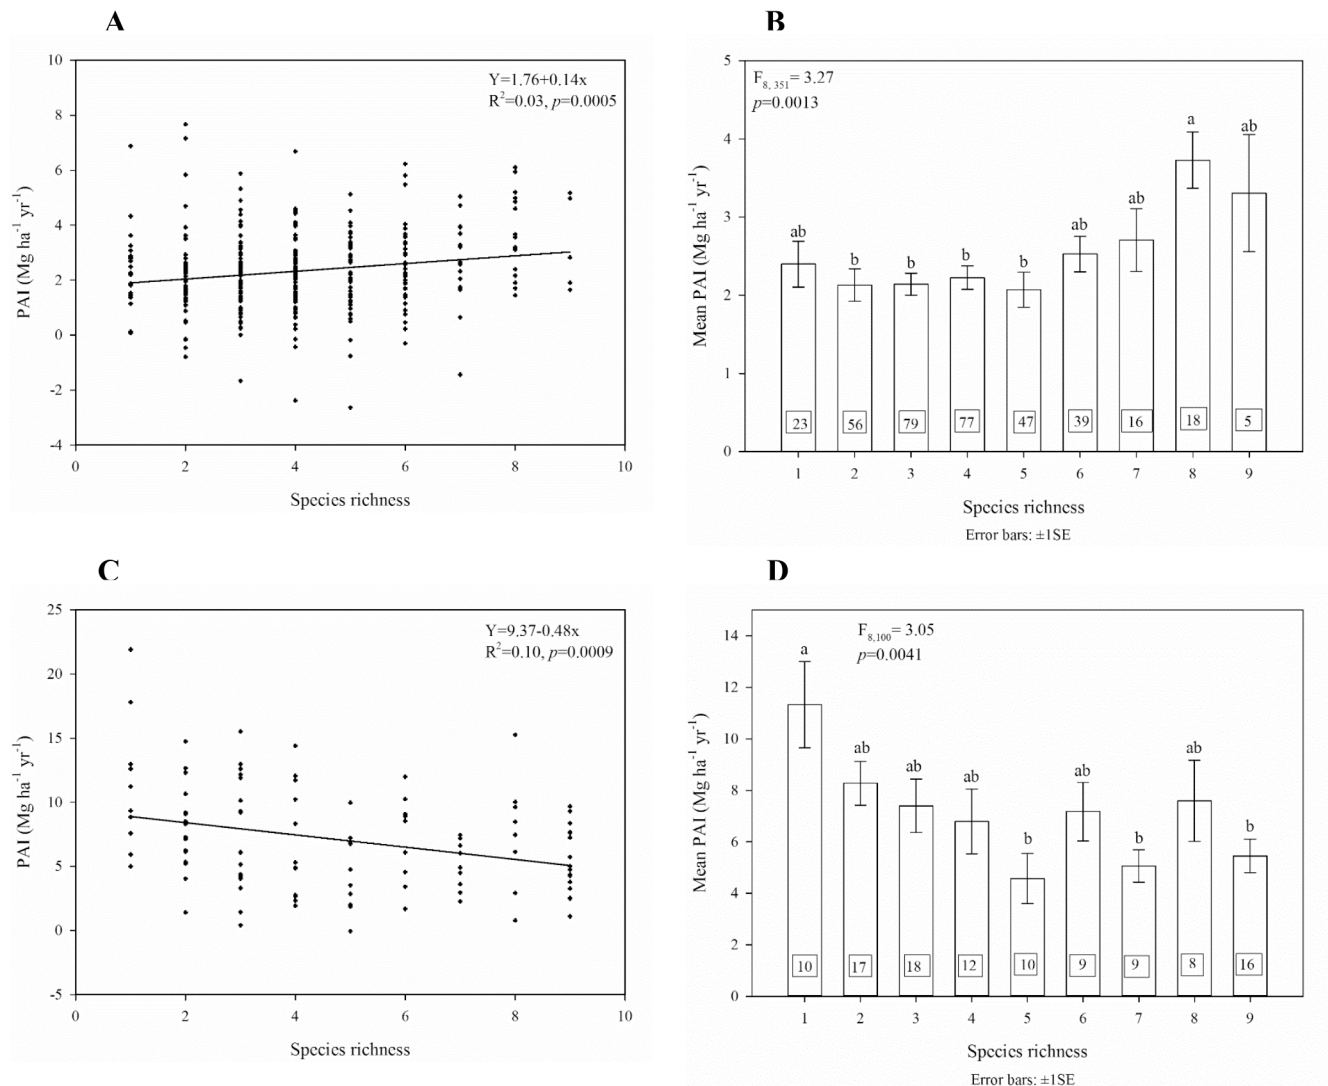 A
Y=1.76+0.14x
R²=0.03, p=0.0005
10
8
6
4
2
0
-2
-4
PAI (Mg ha⁻¹ yr⁻¹)
0 2 4 6 8 10
Species richness
B
F8, 351= 3.27
p=0.0013
5
4
3
2
1
0
Mean PAI (Mg ha⁻¹ yr⁻¹)
ab b b b b ab ab a ab
23 56 79 77 47 39 16 18 5
1 2 3 4 5 6 7 8 9
Species richness
Error bars: ±1SE
C
Y=9.37-0.48x
R²=0.10, p=0.0009
25
20
15
10
5
0
-5
PAI (Mg ha⁻¹ yr⁻¹)
0 2 4 6 8 10
Species richness
D
F8,100= 3.05
p=0.0041
14
12
10
8
6
4
2
0
Mean PAI (Mg ha⁻¹ yr⁻¹)
a ab ab ab b ab b ab b
10 17 18 12 10 9 9 8 16
1 2 3 4 5 6 7 8 9
Species richness
Error bars: ±1SE